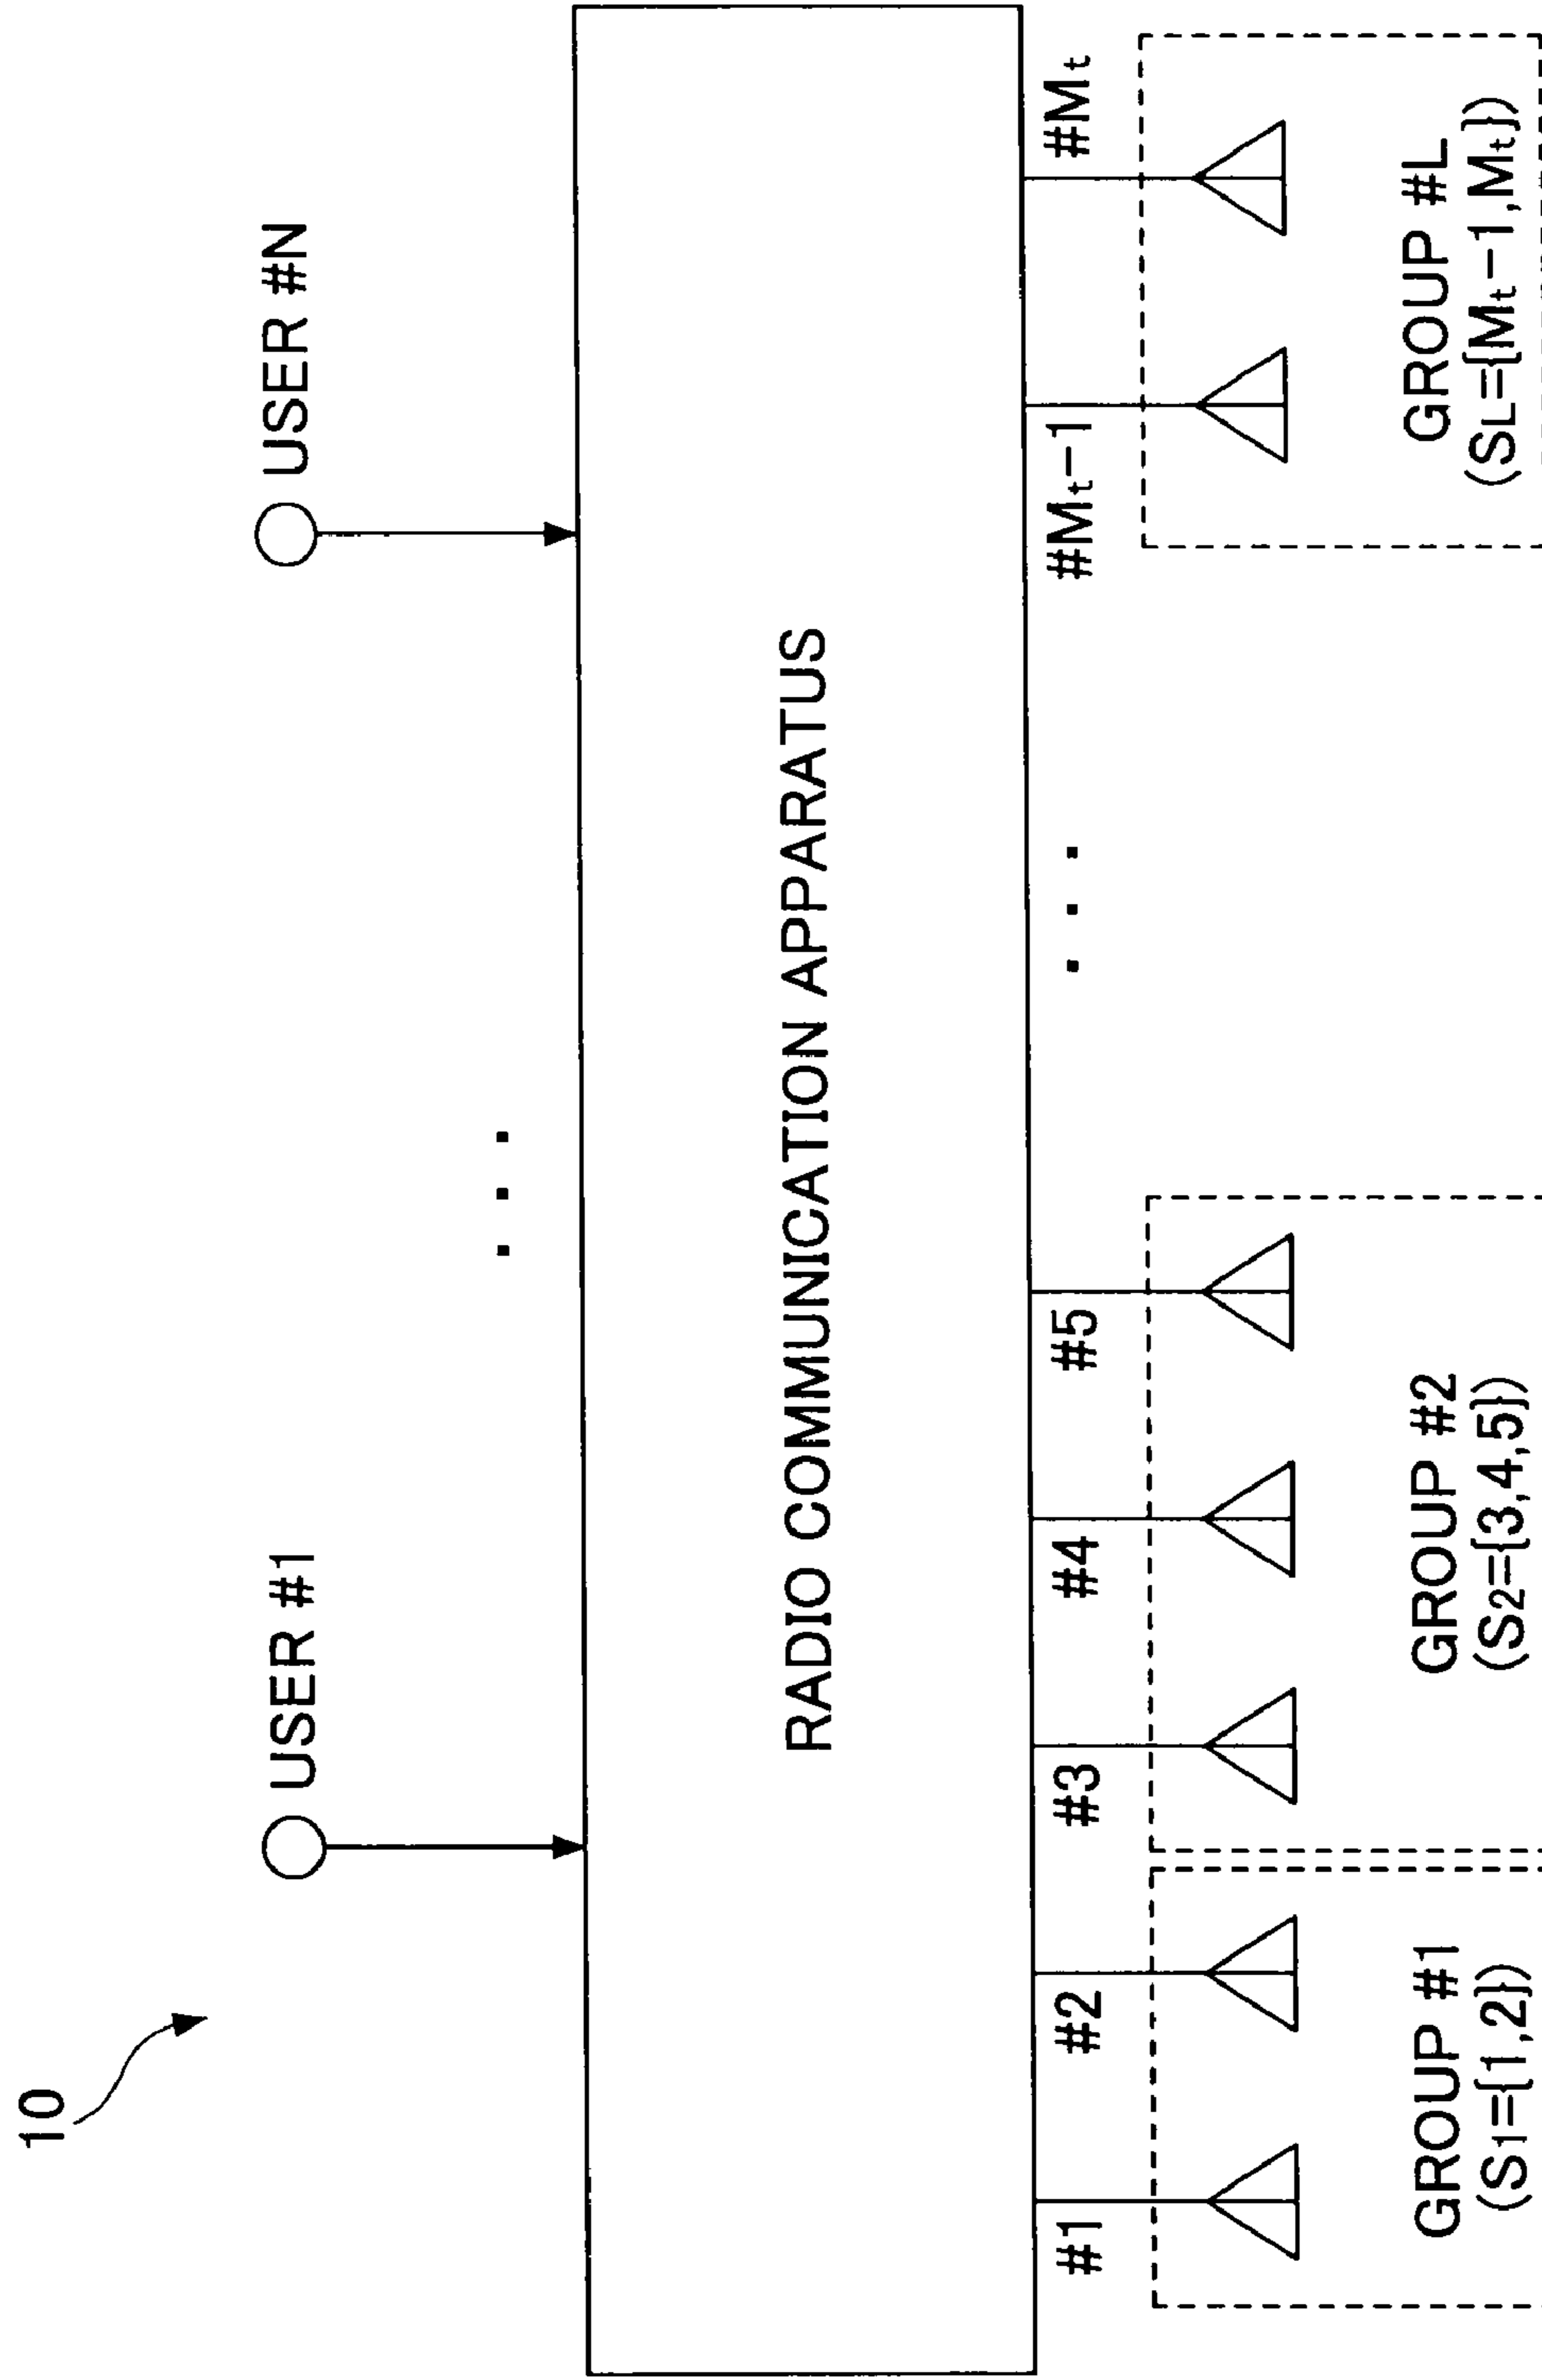 10
USER #1
USER #N
RADIO COMMUNICATION APPARATUS
#1
#2
#3
#4
#5
#Mt-1
#Mt
GROUP #1
(S1={1,2})
GROUP #2
(S2={3,4,5})
GROUP #L
(SL={Mt-1,Mt})